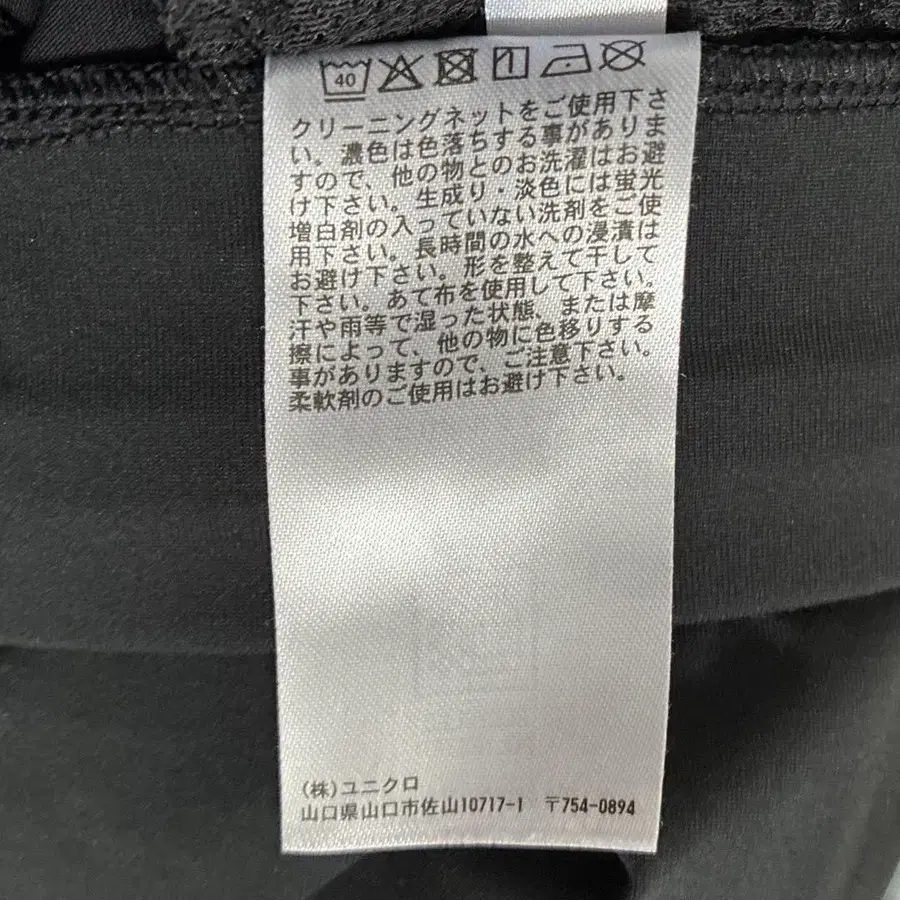 40
クリーニングネットをご使用下さ
い。濃色は色落ちする事がありま
すので、他の物とのお洗濯はお避
け下さい。生成り・淡色には蛍光
増白剤の入っていない洗剤をご使
用下さい。長時間の水への浸漬は
お避け下さい。形を整えて干して
下さい。あて布を使用して下さい。
汗や雨等で湿った状態、または摩
擦によって、他の物に色移りする
事がありますので、ご注意下さい。
柔軟剤のご使用はお避け下さい。
(株)ユニクロ
山口県山口市佐山10717-1 〒754-0894